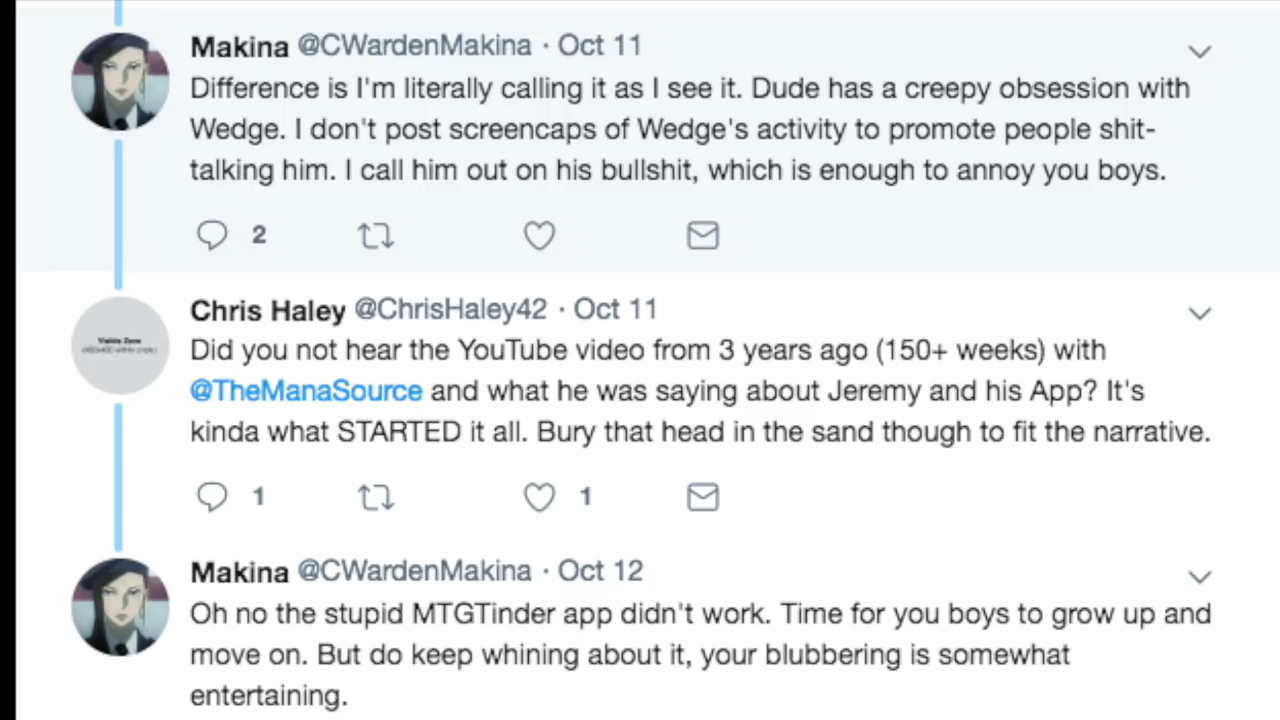 Makina @CWardenMakina · Oct 11
Difference is I'm literally calling it as I see it. Dude has a creepy obsession with
Wedge. I don't post screencaps of Wedge's activity to promote people shit-
talking him. I call him out on his bullshit, which is enough to annoy you boys.
2
Chris Haley @ChrisHaley42 · Oct 11
Visible Zone
Did you not hear the YouTube video from 3 years ago (150+ weeks) with
@TheManaSource and what he was saying about Jeremy and his App? It's
kinda what STARTED it all. Bury that head in the sand though to fit the narrative.
1 1
Makina @CWardenMakina · Oct 12
Oh no the stupid MTGTinder app didn't work. Time for you boys to grow up and
move on. But do keep whining about it, your blubbering is somewhat
entertaining.